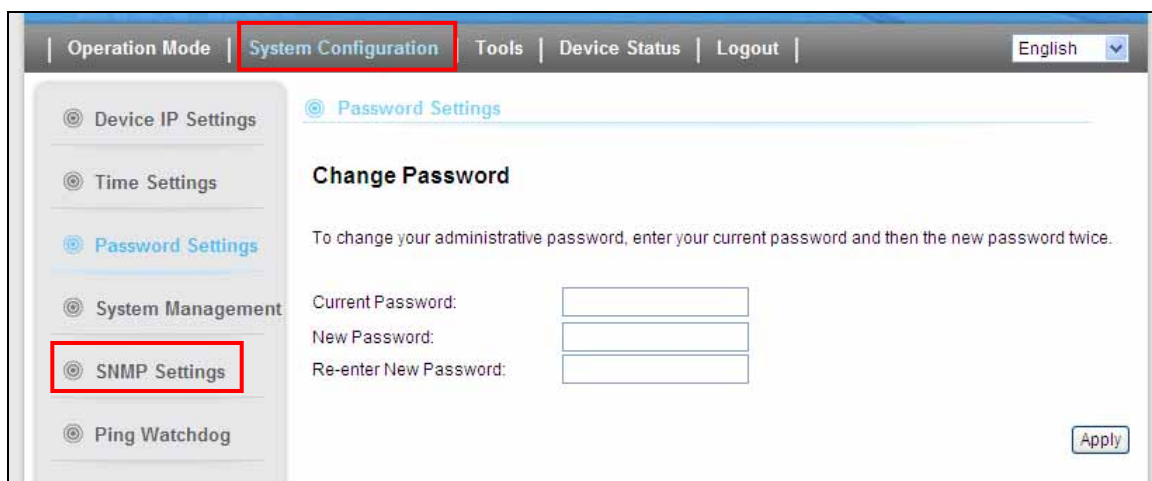 | Operation Mode | System Configuration | Tools | Device Status | Logout | English
Device IP Settings
Time Settings
Password Settings
System Management
SNMP Settings
Ping Watchdog
Password Settings
Change Password
To change your administrative password, enter your current password and then the new password twice.
Current Password:
New Password:
Re-enter New Password:
Apply